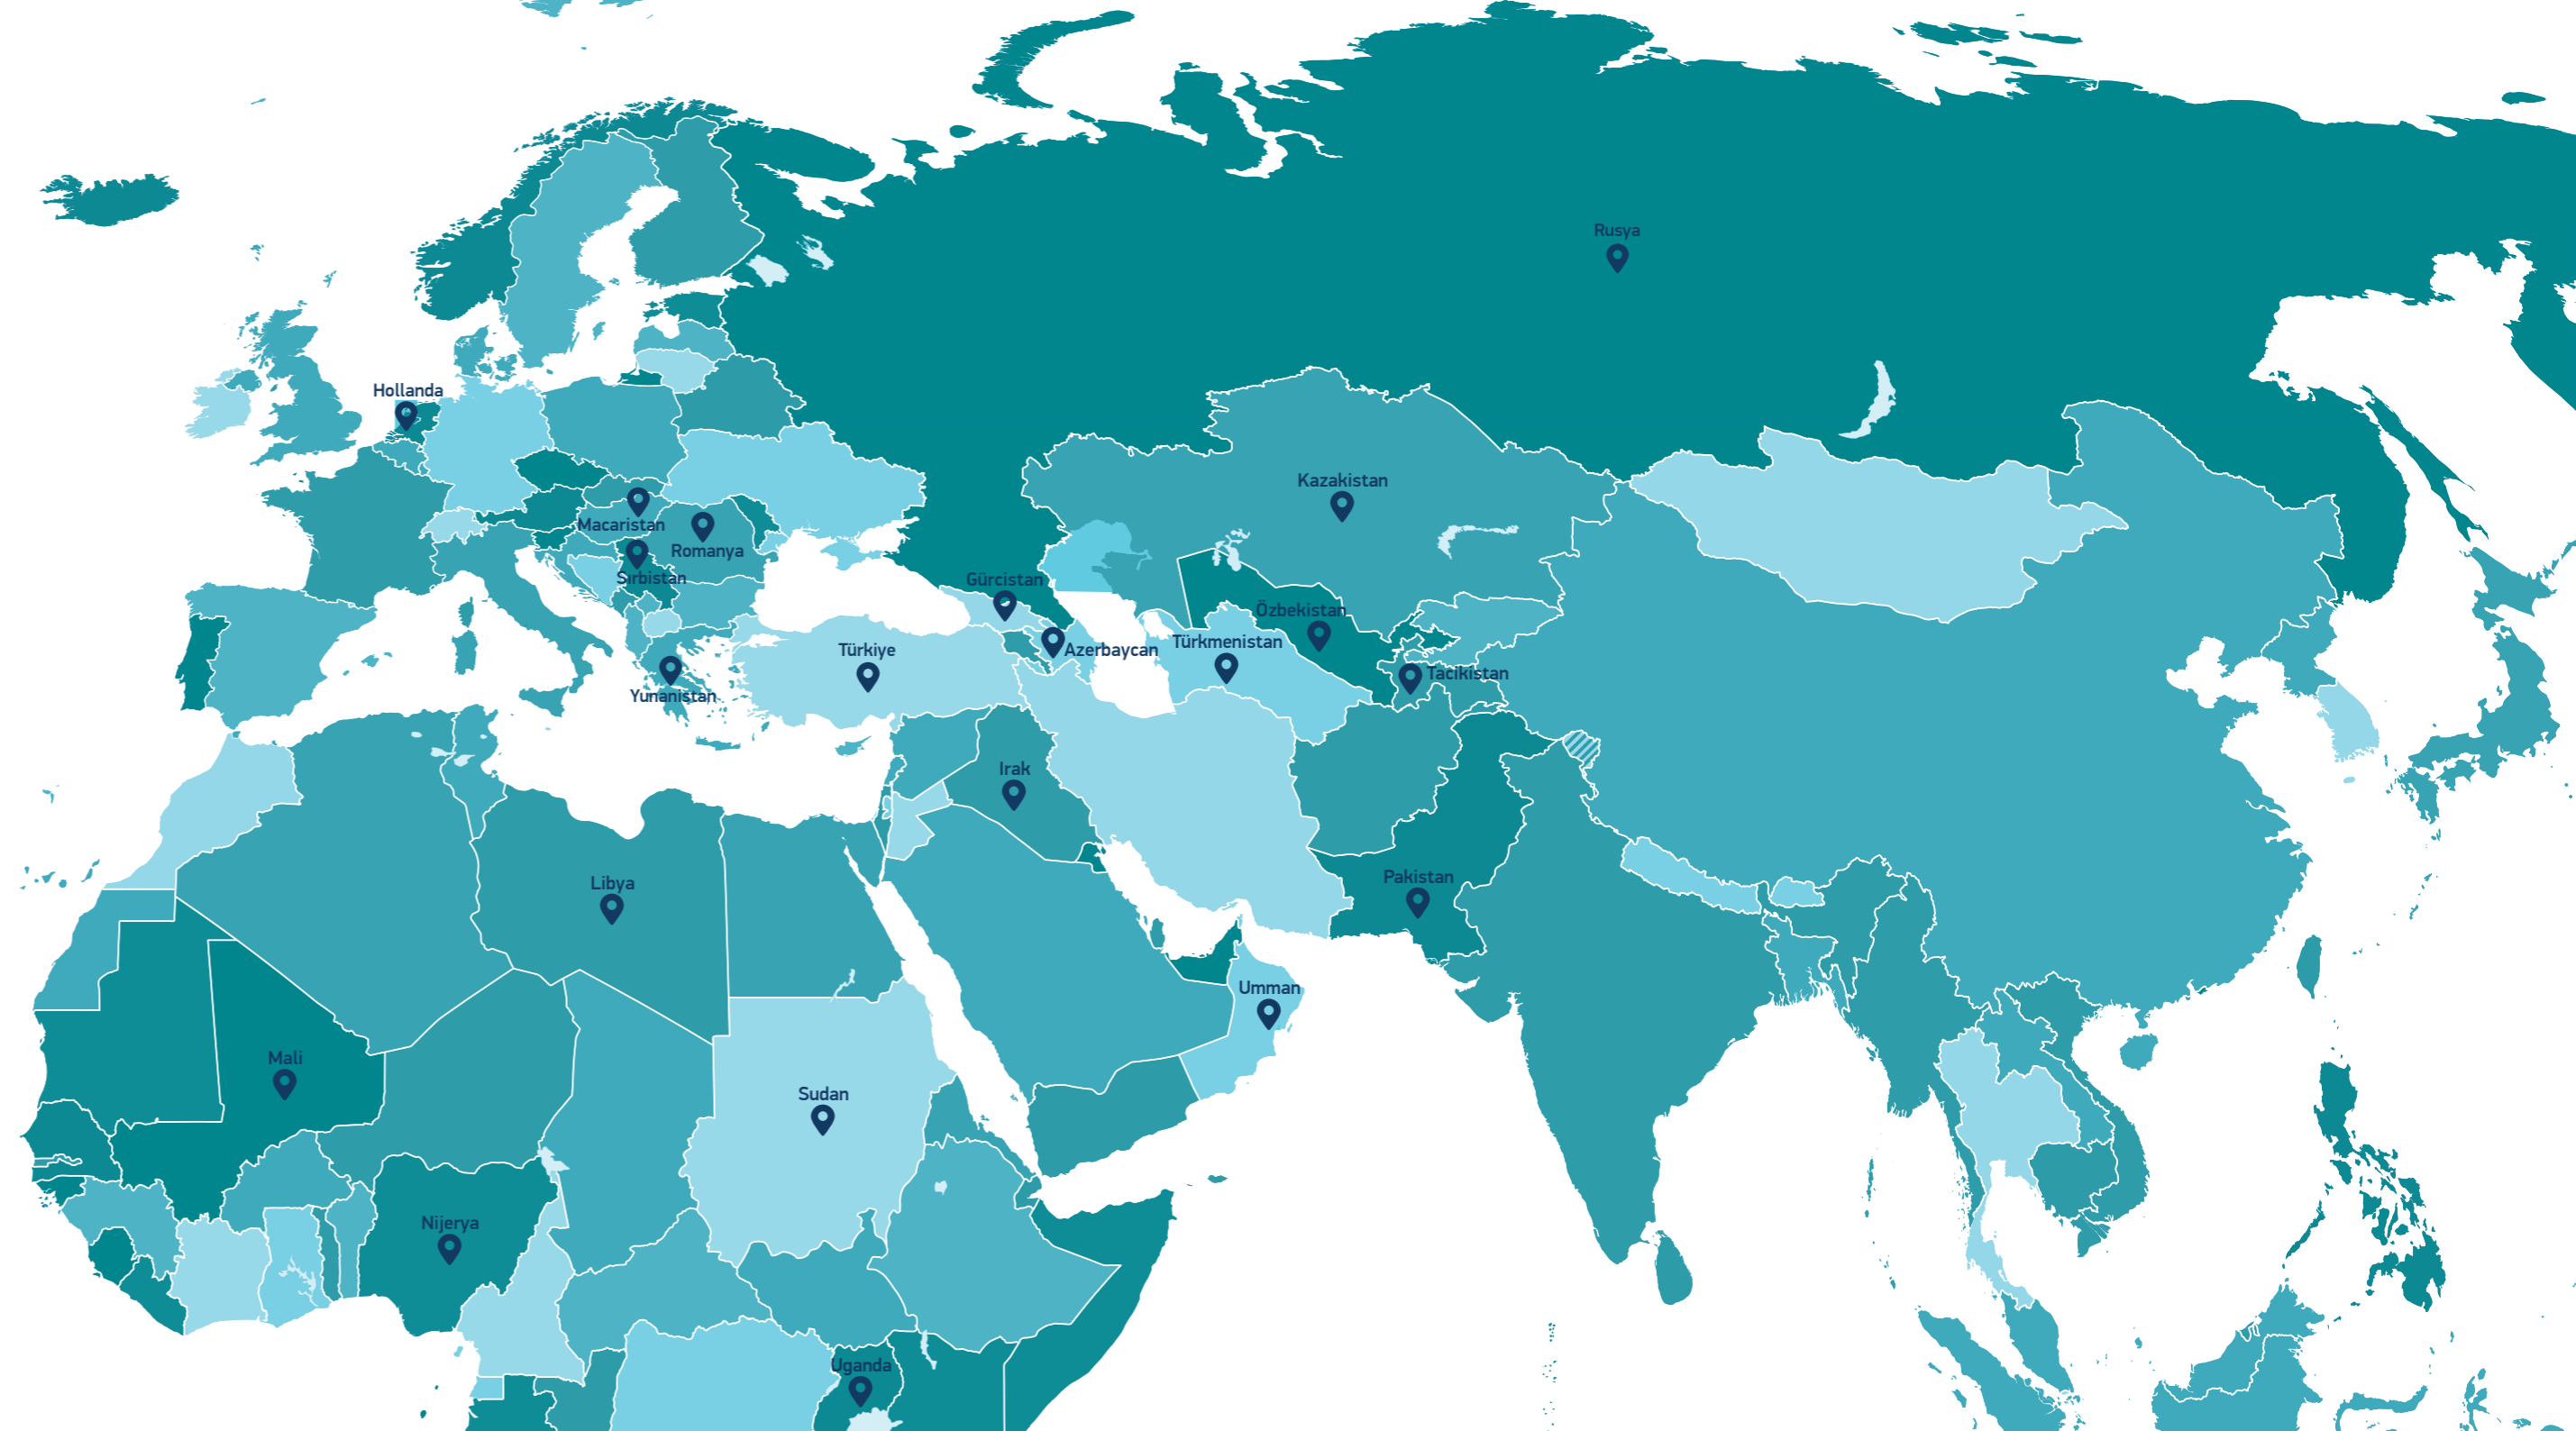 Rusya
Hollanda
Kazakistan
Macaristan
Romanya
Sırbistan
Gürcistan
Özbekistan
Türkiye
Azerbaycan
Türkmenistan
Tacikistan
Yunanistan
Irak
Libya
Pakistan
Umman
Mali
Sudan
Nijerya
Uganda